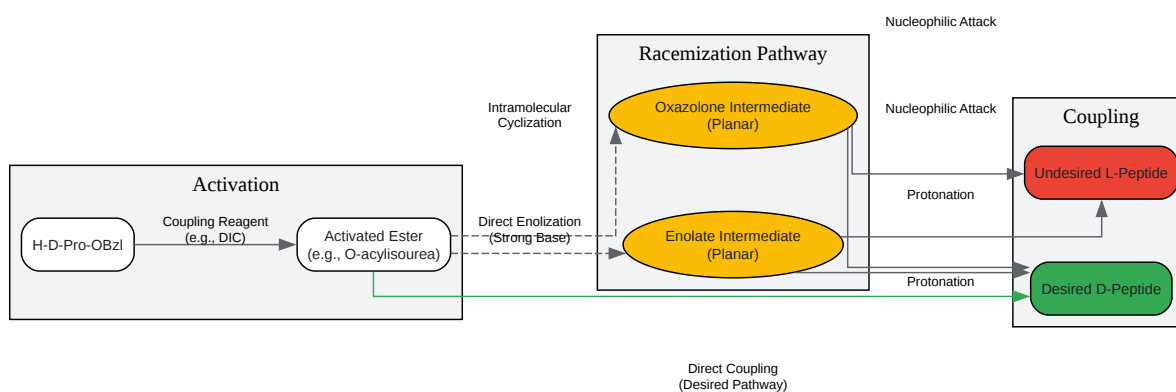 Activation
H-D-Pro-OBzl
Coupling Reagent
(e.g., DIC)
Activated Ester
(e.g., O-acylisourea)
Intramolecular
Cyclization
Direct Enolization
(Strong Base)
Racemization Pathway
Oxazolone Intermediate
(Planar)
Enolate Intermediate
(Planar)
Nucleophilic Attack
Nucleophilic Attack
Protonation
Protonation
Coupling
Undesired L-Peptide
Desired D-Peptide
Direct Coupling
(Desired Pathway)